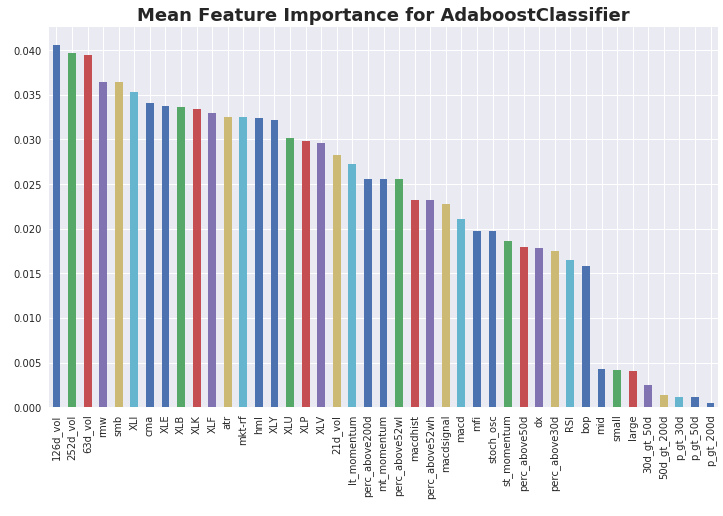 Mean Feature Importance for AdaboostClassifier
0.040
0.035
0.030
0.025
0.020
0.015
0.010
0.005
0.000
126d_vol
252d_vol
63d_vol
rmw
smb
XLI
cma
XLE
XLB
XLK
XLF
atr
mkt-rf
hml
XLY
XLU
XLP
XLV
21d_vol
lt_momentum
perc_above200d
mt_momentum
perc_above52wl
macdhist
perc_above52wh
macdsignal
macd
mfi
stoch_osc
st_momentum
perc_above50d
dx
perc_above30d
RSI
bop
mid
small
large
30d_gt_50d
50d_gt_200d
p_gt_30d
p_gt_50d
p_gt_200d